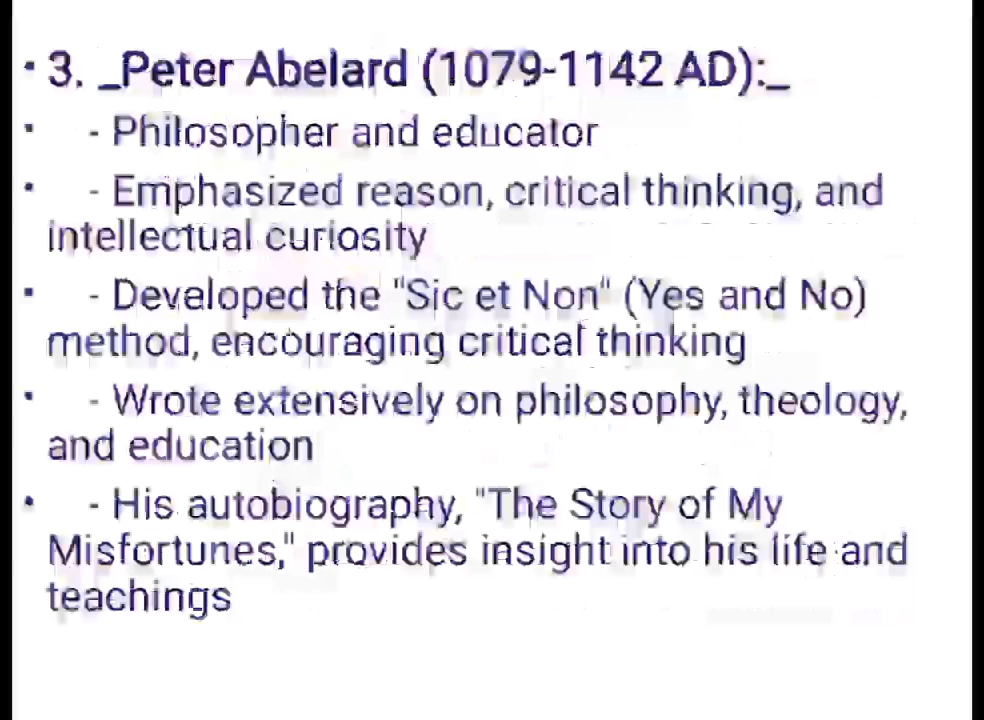 • 3. _Peter Abelard (1079-1142 AD):_
• - Philosopher and educator
• - Emphasized reason, critical thinking, and
intellectual curiosity
• - Developed the "Sic et Non" (Yes and No)
method, encouraging critical thinking
• - Wrote extensively on philosophy, theology,
and education
• - His autobiography, "The Story of My
Misfortunes," provides insight into his life and
teachings